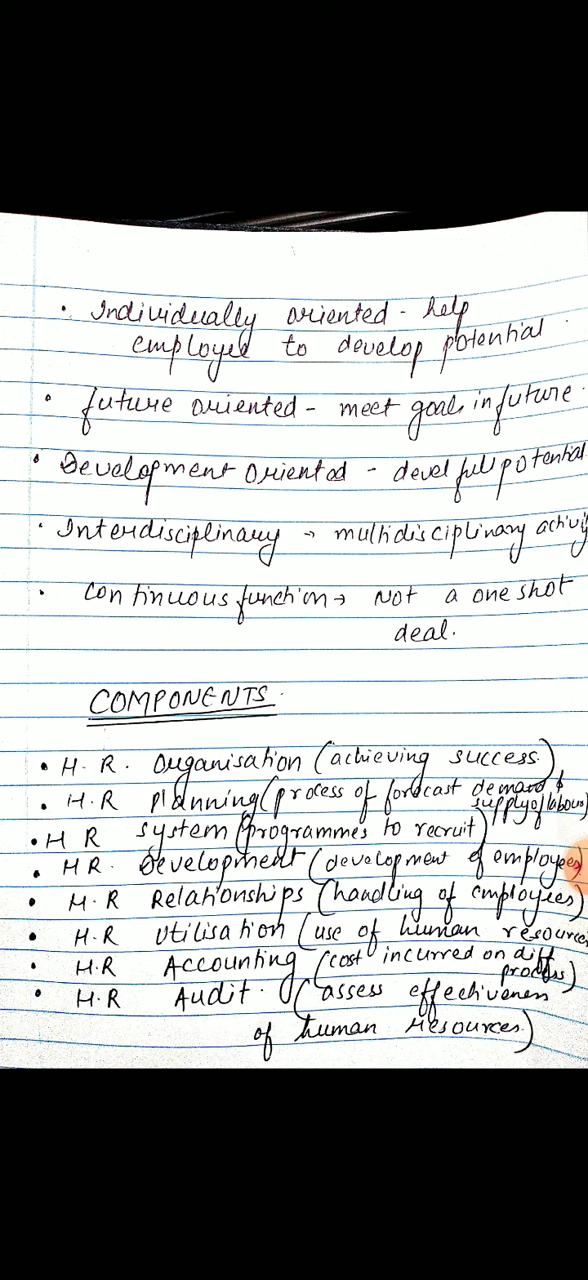 • Individually oriented - help
employee to develop potential.
• future oriented - meet goals in future.
• Development Oriented - devel full potential
• Interdisciplinary → multidisciplinary activi
• Continuous function → Not a one shot
deal.
COMPONENTS.
• H. R. Organisation (achieving success)
• H.R Planning (process of forecast demand &
supply of labour)
• H R system (programmes to recruit)
• HR. Development (development of employees)
• H.R Relationships (handling of employees)
• H.R Utilisation (use of human resources
• H.R Accounting (cost incurred on diff
process)
• H.R Audit. (assess effectiveness
of human resources.)